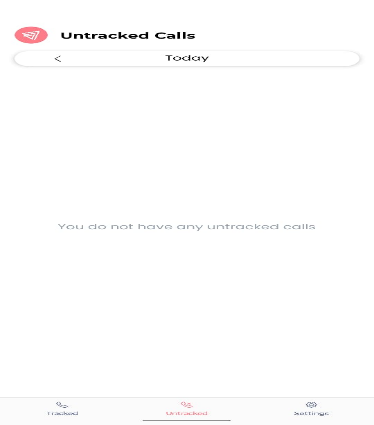 Untracked Calls
< Today
You do not have any untracked calls
Tracked
Untracked
Settings